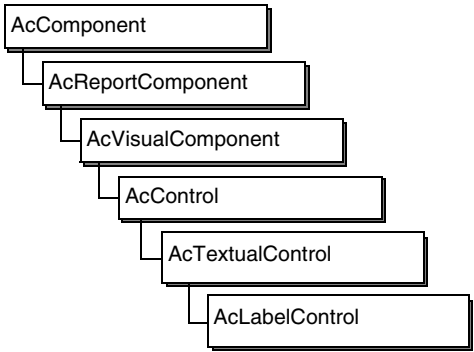 AcComponent
AcReportComponent
AcVisualComponent
AcControl
AcTextualControl
AcLabelControl